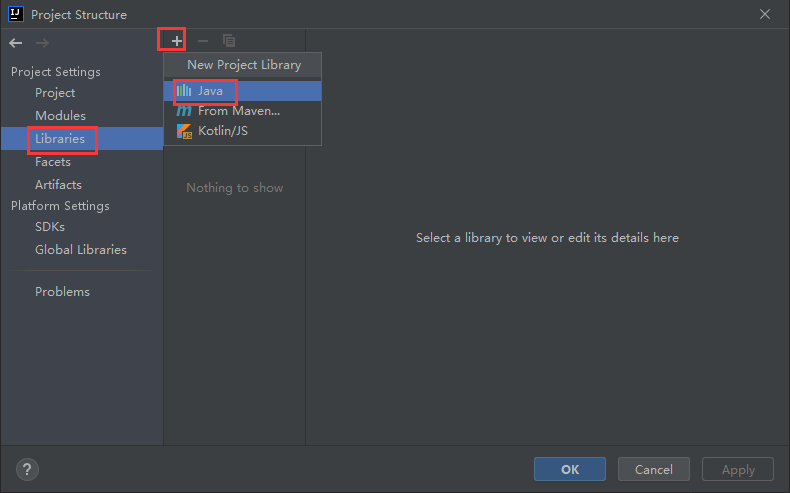 IJ
Project Structure
New Project Library
Java
From Maven...
Kotlin/JS
Nothing to show
Project Settings
Project
Modules
Libraries
Facets
Artifacts
Platform Settings
SDKs
Global Libraries
Problems
Select a library to view or edit its details here
?
OK
Cancel
Apply